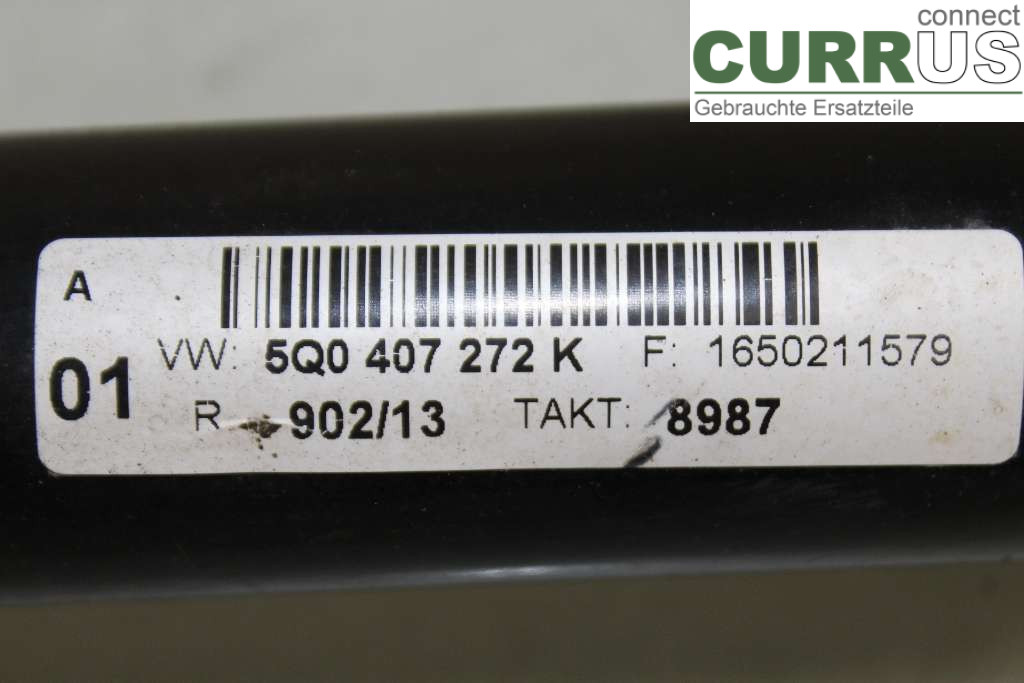 connect
CURRUS
Gebrauchte Ersatzteile
A
01
VW: 5Q0 407 272 K F: 1650211579
R 902/13 TAKT: 8987